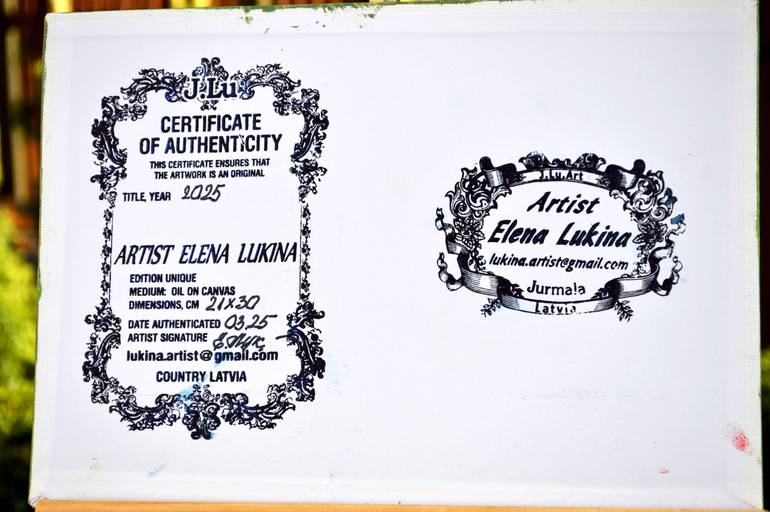 J.Lu
CERTIFICATE
OF AUTHENTICITY
THIS CERTIFICATE ENSURES THAT
THE ARTWORK IS AN ORIGINAL
TITLE, YEAR 2025
ARTIST ELENA LUKINA
EDITION UNIQUE
MEDIUM: OIL ON CANVAS
DIMENSIONS, CM 21x30
DATE AUTHENTICATED 03.25
ARTIST SIGNATURE
lukina.artist@gmail.com
COUNTRY LATVIA
J.Lu.Art
Artist
Elena Lukina
lukina.artist@gmail.com
Jurmala
Latvia